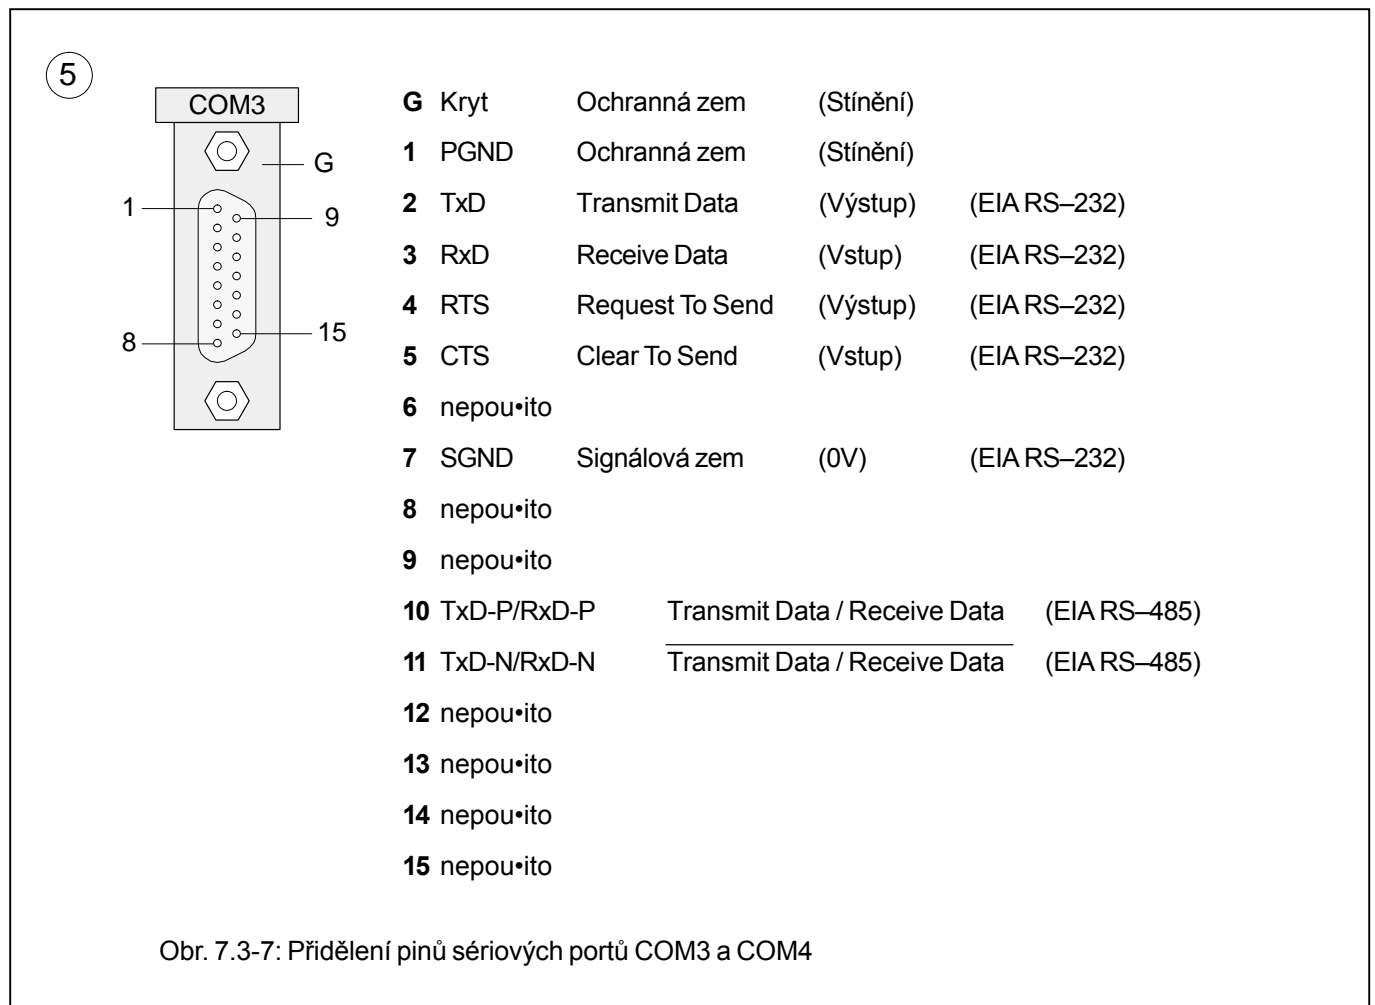 5
COM3
G
1
9
8
15
G Kryt Ochranná zem (Stínění)
1 PGND Ochranná zem (Stínění)
2 TxD Transmit Data (Výstup) (EIA RS–232)
3 RxD Receive Data (Vstup) (EIA RS–232)
4 RTS Request To Send (Výstup) (EIA RS–232)
5 CTS Clear To Send (Vstup) (EIA RS–232)
6 nepou•ito
7 SGND Signálová zem (0V) (EIA RS–232)
8 nepou•ito
9 nepou•ito
10 TxD-P/RxD-P Transmit Data / Receive Data (EIA RS–485)
11 TxD-N/RxD-N Transmit Data / Receive Data (EIA RS–485)
12 nepou•ito
13 nepou•ito
14 nepou•ito
15 nepou•ito
Obr. 7.3-7: Přidělení pinů sériových portů COM3 a COM4